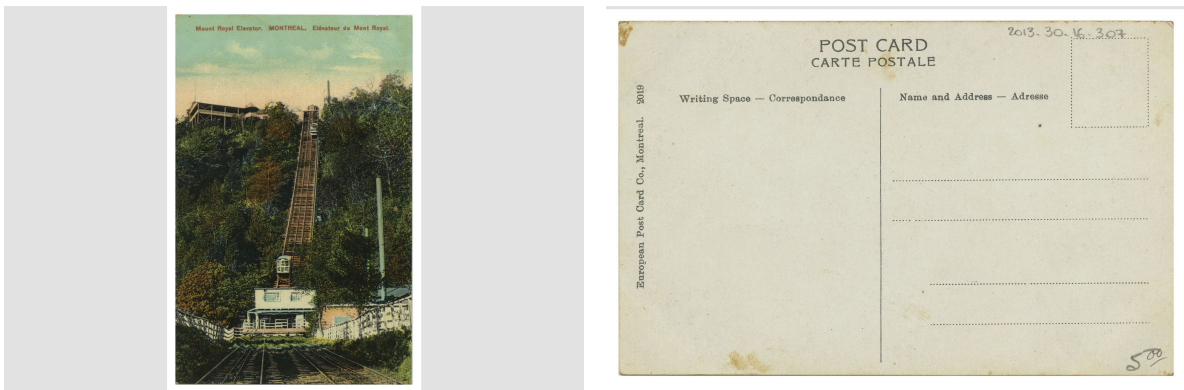 Mount Royal Elevator. MONTREAL. Elévateur du Mont Royal.
POST CARD
CARTE POSTALE
2013-30-16-307
Writing Space — Correspondance
Name and Address — Adresse
European Post Card Co., Montreal. 2019
5.00